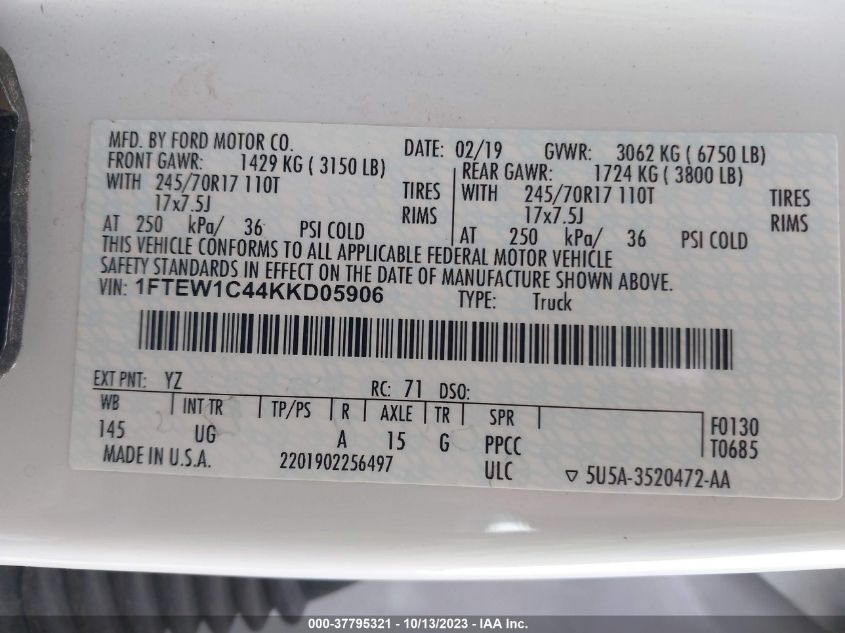 MFD. BY FORD MOTOR CO. DATE: 02/19 GVWR: 3062 KG ( 6750 LB)
FRONT GAWR: 1429 KG ( 3150 LB) REAR GAWR: 1724 KG ( 3800 LB)
WITH 245/70R17 110T TIRES WITH 245/70R17 110T TIRES
17x7.5J RIMS 17x7.5J RIMS
AT 250 kPa/ 36 PSI COLD AT 250 kPa/ 36 PSI COLD
THIS VEHICLE CONFORMS TO ALL APPLICABLE FEDERAL MOTOR VEHICLE
SAFETY STANDARDS IN EFFECT ON THE DATE OF MANUFACTURE SHOWN ABOVE.
VIN: 1FTEW1C44KKD05906 TYPE: Truck
EXT PNT: YZ RC: 71 DSO:
WB INT TR TP/PS R AXLE TR SPR F0130
145 UG A 15 G PPCC T0685
MADE IN U.S.A. 2201902256497 ULC ▽ 5U5A-3520472-AA
000-37795321 - 10/13/2023 - IAA Inc.